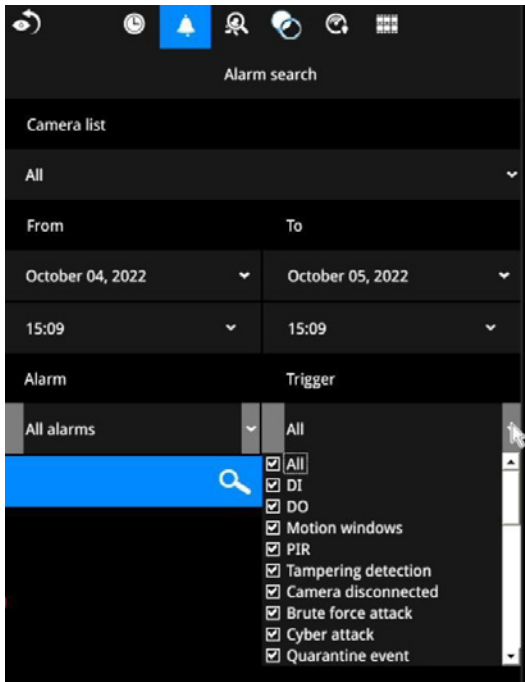 Alarm search
Camera list
All
From To
October 04, 2022 October 05, 2022
15:09 15:09
Alarm Trigger
All alarms All
All
DI
DO
Motion windows
PIR
Tampering detection
Camera disconnected
Brute force attack
Cyber attack
Quarantine event